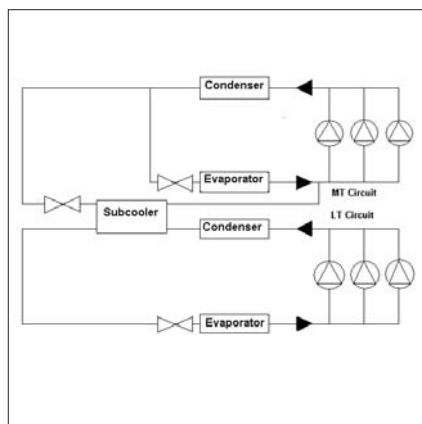 Condenser
Evaporator
MT Circuit
LT Circuit
Subcooler
Condenser
Evaporator